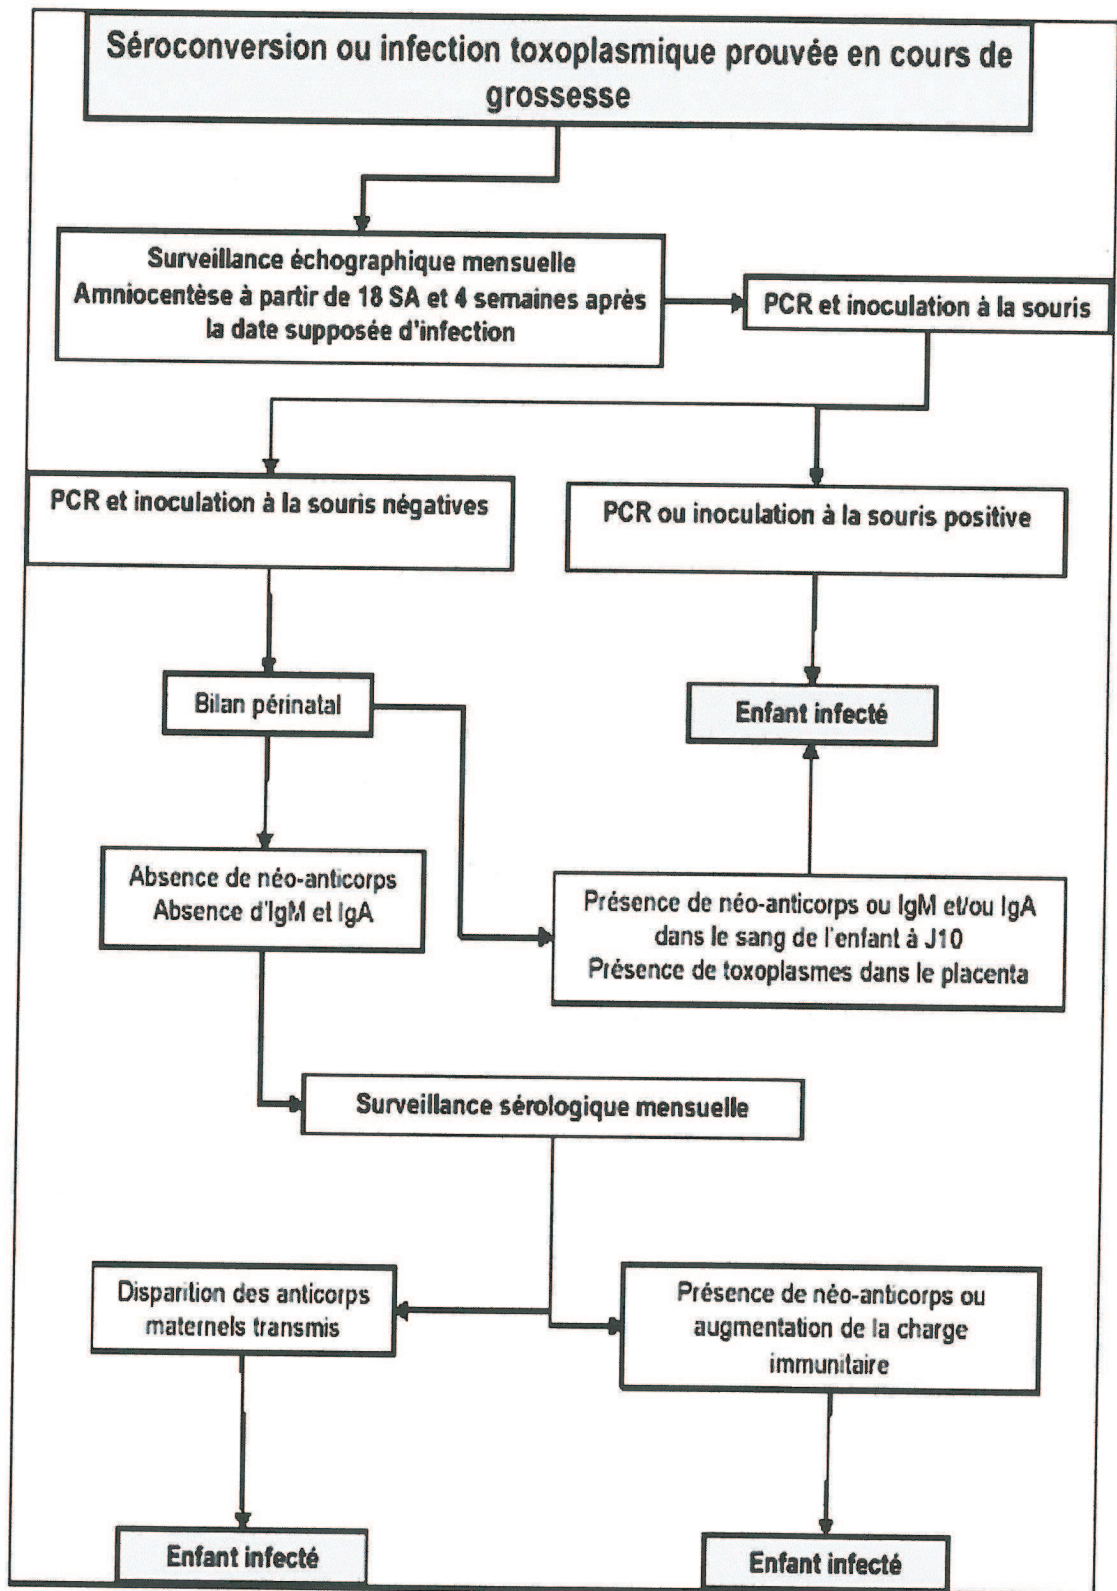 Séroconversion ou infection toxoplasmique prouvée en cours de
grossesse
Surveillance échographique mensuelle
Amniocentèse à partir de 18 SA et 4 semaines après
la date supposée d'infection
PCR et inoculation à la souris
PCR et inoculation à la souris négatives
PCR ou inoculation à la souris positive
Bilan périnatal
Enfant infecté
Absence de néo-anticorps
Absence d'IgM et IgA
Présence de néo-anticorps ou IgM et/ou IgA
dans le sang de l'enfant à J10
Présence de toxoplasmes dans le placenta
Surveillance sérologique mensuelle
Disparition des anticorps
maternels transmis
Présence de néo-anticorps ou
augmentation de la charge
immunitaire
Enfant infecté
Enfant infecté